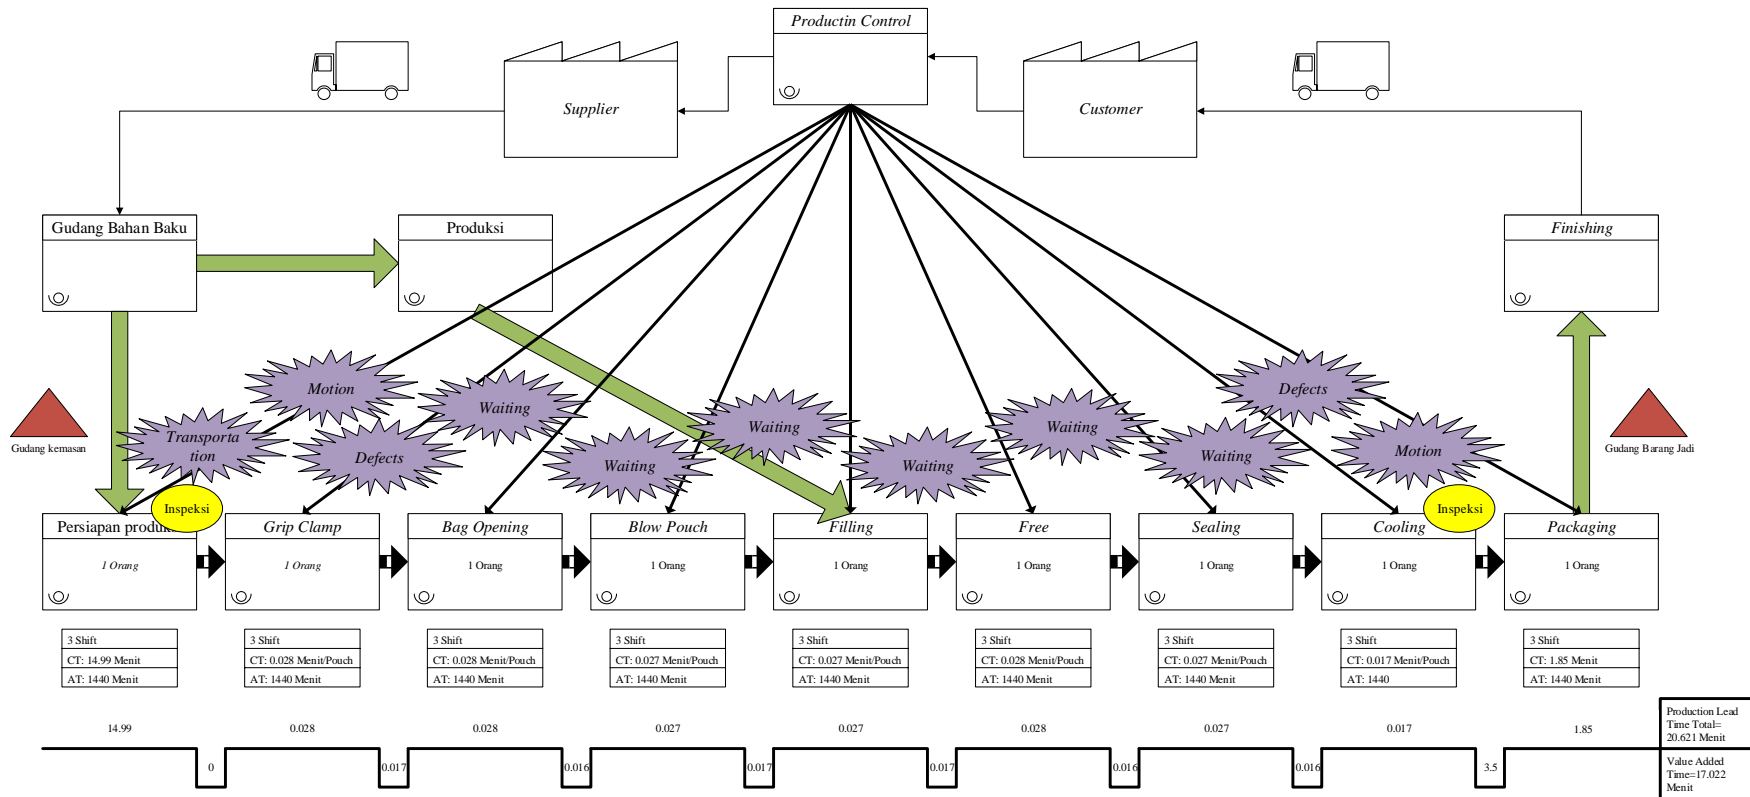 Productin Control
Supplier
Customer
Gudang Bahan Baku
Produksi
Finishing
Motion
Waiting
Waiting
Waiting
Defects
Transporta
tion
Defects
Waiting
Waiting
Waiting
Motion
Gudang kemasan
Gudang Barang Jadi
Inspeksi
Inspeksi
Persiapan produk
1 Orang
Grip Clamp
1 Orang
Bag Opening
1 Orang
Blow Pouch
1 Orang
Filling
1 Orang
Free
1 Orang
Sealing
1 Orang
Cooling
1 Orang
Packaging
1 Orang
3 Shift
CT: 14.99 Menit
AT: 1440 Menit
3 Shift
CT: 0.028 Menit/Pouch
AT: 1440 Menit
3 Shift
CT: 0.028 Menit/Pouch
AT: 1440 Menit
3 Shift
CT: 0.027 Menit/Pouch
AT: 1440 Menit
3 Shift
CT: 0.027 Menit/Pouch
AT: 1440 Menit
3 Shift
CT: 0.028 Menit/Pouch
AT: 1440 Menit
3 Shift
CT: 0.027 Menit/Pouch
AT: 1440 Menit
3 Shift
CT: 0.017 Menit/Pouch
AT: 1440
3 Shift
CT: 1.85 Menit
AT: 1440 Menit
14.99
0.028
0.028
0.027
0.027
0.028
0.027
0.017
1.85
0
0.017
0.016
0.017
0.017
0.016
0.016
3.5
Production Lead
Time Total=
20.621 Menit
Value Added
Time=17.022
Menit